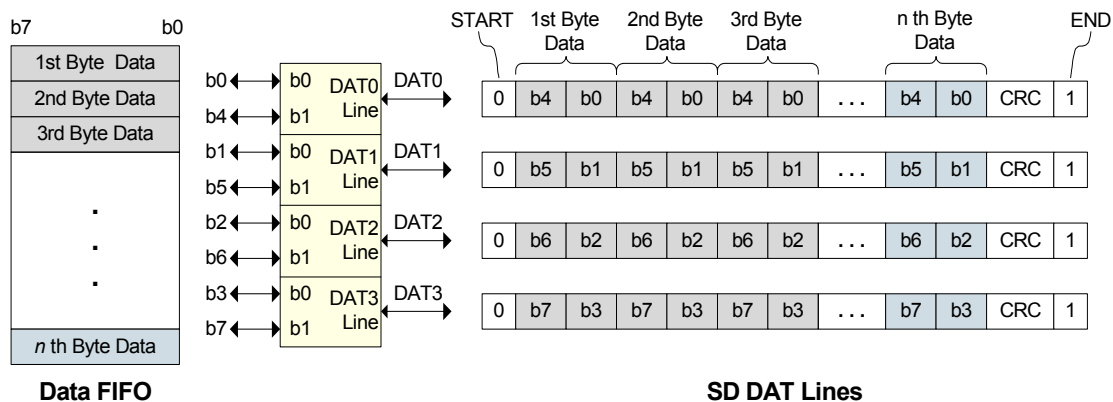 b7 b0
1st Byte Data
2nd Byte Data
3rd Byte Data
.
.
.
n th Byte Data
Data FIFO
b0 b0 DAT0 Line DAT0
b4 b1
b1 b0 DAT1 Line DAT1
b5 b1
b2 b0 DAT2 Line DAT2
b6 b1
b3 b0 DAT3 Line DAT3
b7 b1
START 1st Byte Data 2nd Byte Data 3rd Byte Data n th Byte Data END
0 b4 b0 b4 b0 b4 b0 . . . b4 b0 CRC 1
0 b5 b1 b5 b1 b5 b1 . . . b5 b1 CRC 1
0 b6 b2 b6 b2 b6 b2 . . . b6 b2 CRC 1
0 b7 b3 b7 b3 b7 b3 . . . b7 b3 CRC 1
SD DAT Lines